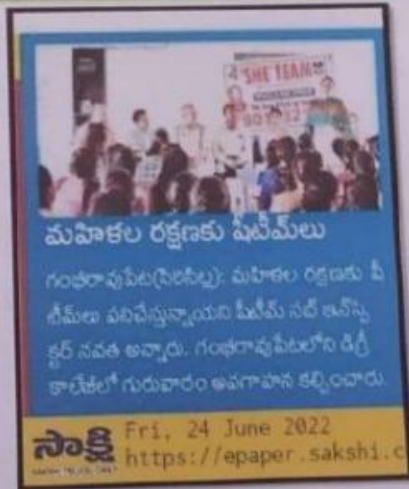 "SHE TEAM
మహిళల రక్షణకు షీటీమ్‌లు
గంభీరావుపేట(సిరిసిల్ల): మహిళల రక్షణకు షీ
టీమ్‌లు పనిచేస్తున్నాయని షీటీమ్ సబ్ ఇన్‌స్పె
క్టర్ నవత అన్నారు. గంభీరావుపేటలోని డిగ్రీ
కాలేజీలో గురువారం అవగాహన కల్పించారు.
సాక్షి
Fri, 24 June 2022
https://epaper.sakshi.c